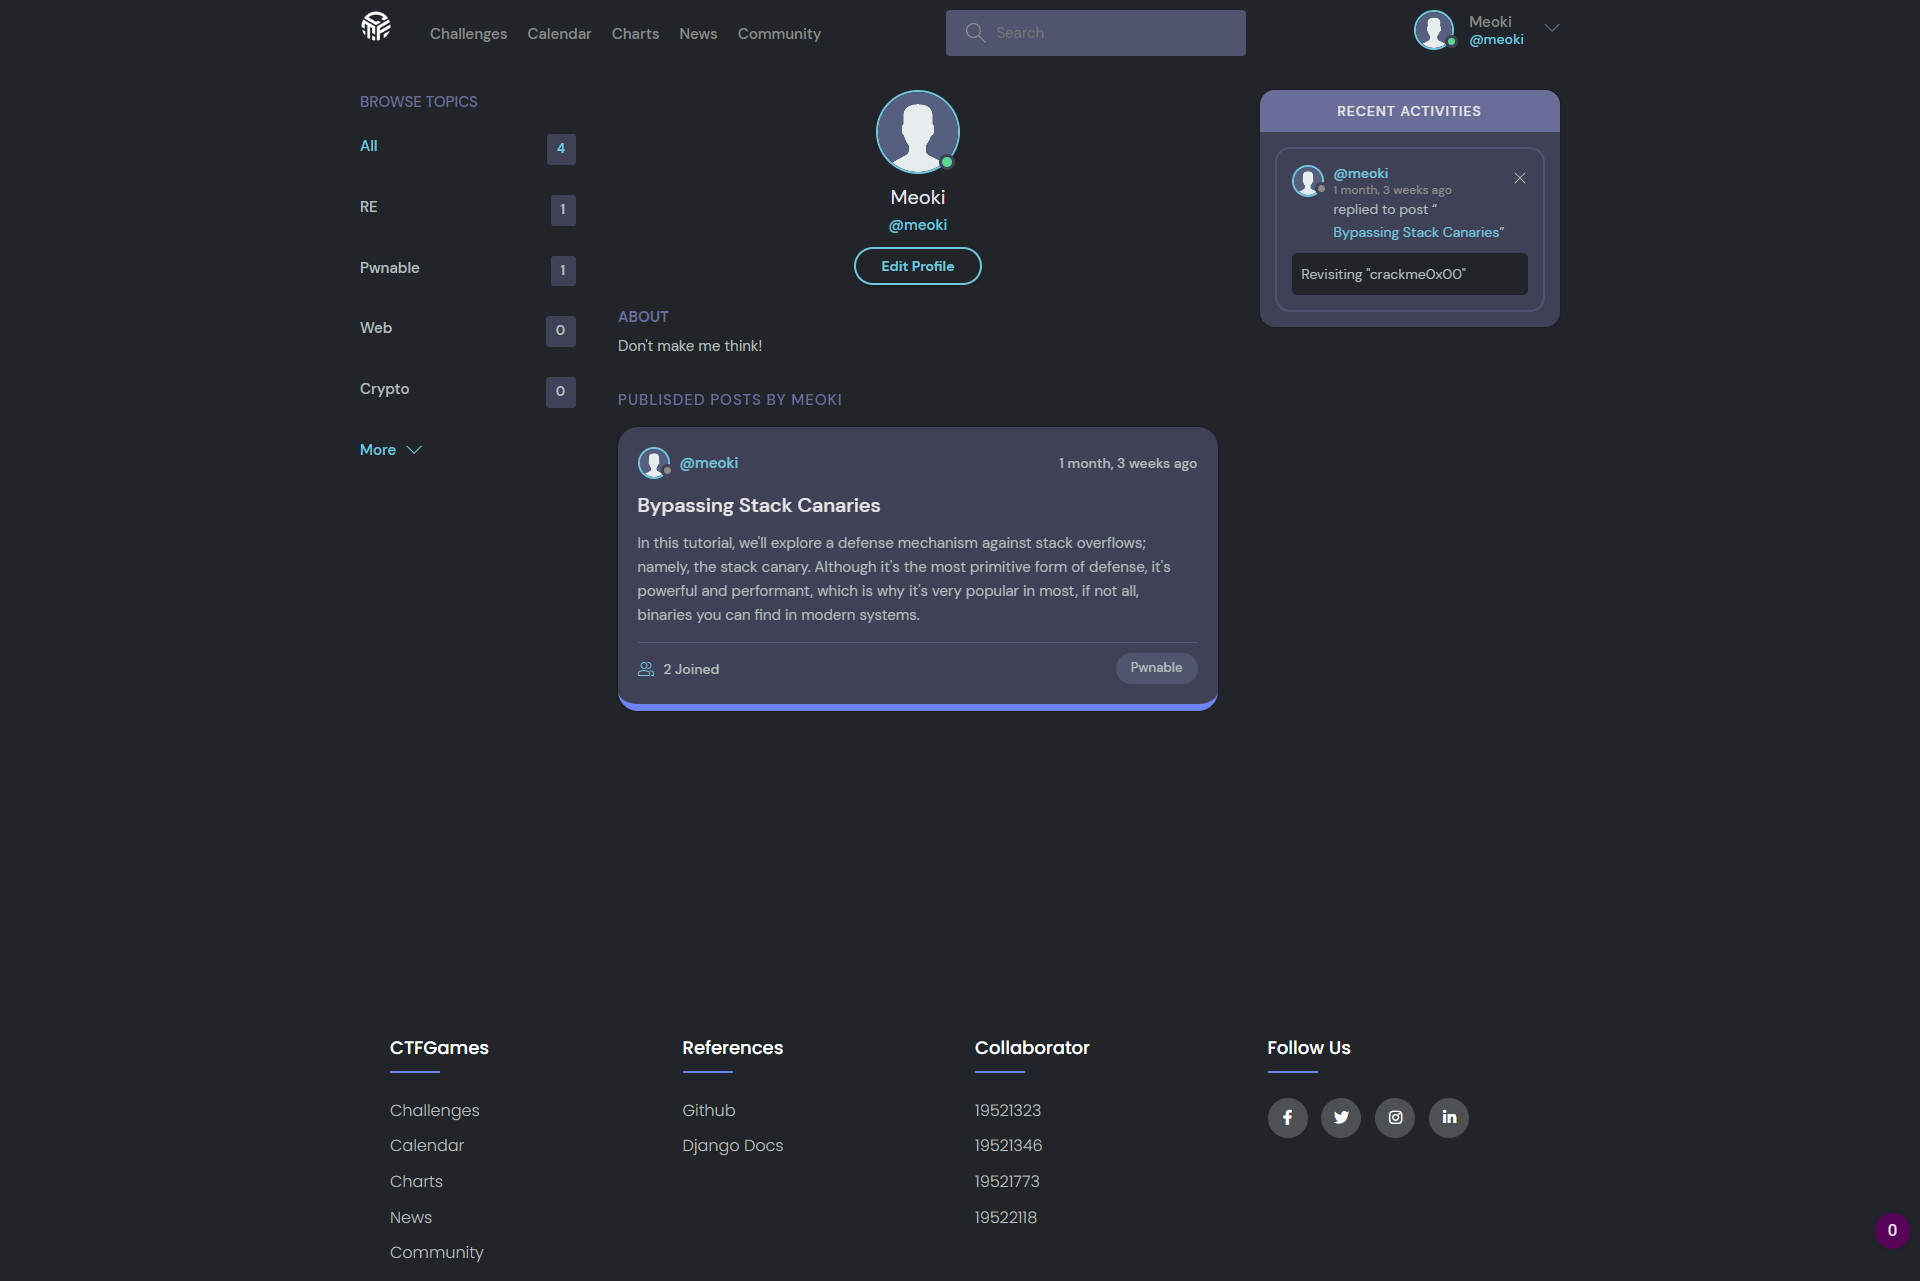 Challenges Calendar Charts News Community
Search
Meoki
@meoki
BROWSE TOPICS
All 4
RE 1
Pwnable 1
Web 0
Crypto 0
More
Meoki
@meoki
Edit Profile
ABOUT
Don't make me think!
PUBLISDED POSTS BY MEOKI
@meoki 1 month, 3 weeks ago
Bypassing Stack Canaries
In this tutorial, we'll explore a defense mechanism against stack overflows;
namely, the stack canary. Although it's the most primitive form of defense, it's
powerful and performant, which is why it's very popular in most, if not all,
binaries you can find in modern systems.
2 Joined Pwnable
RECENT ACTIVITIES
@meoki
1 month, 3 weeks ago
replied to post “
Bypassing Stack Canaries”
Revisiting "crackme0x00"
CTFGames
Challenges
Calendar
Charts
News
Community
References
Github
Django Docs
Collaborator
19521323
19521346
19521773
19522118
Follow Us
0